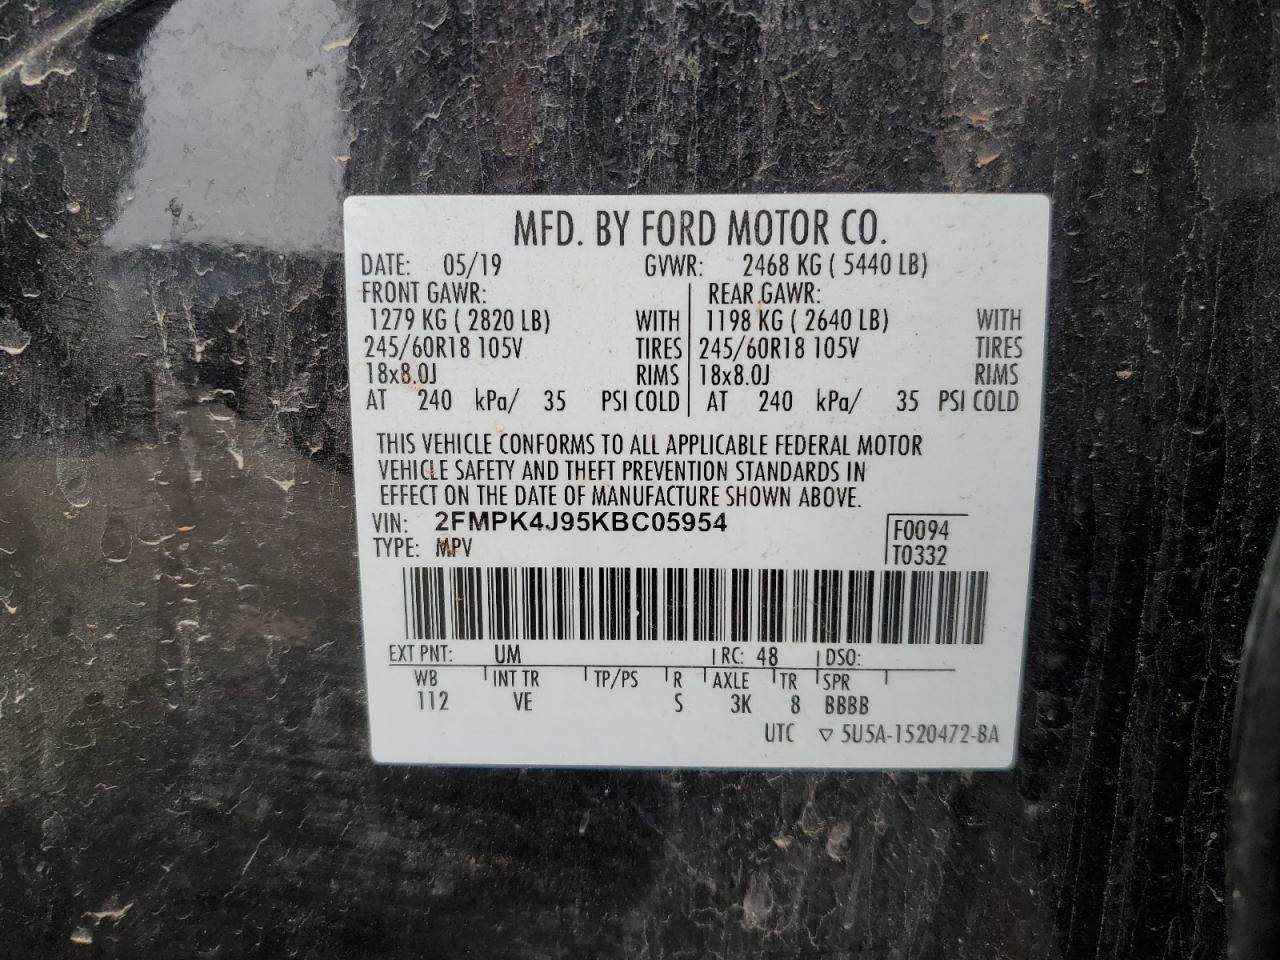 MFD. BY FORD MOTOR CO.
DATE: 05/19 GVWR: 2468 KG ( 5440 LB)
FRONT GAWR: REAR GAWR:
1279 KG ( 2820 LB) WITH 1198 KG ( 2640 LB) WITH
245/60R18 105V TIRES 245/60R18 105V TIRES
18x8.0J RIMS 18x8.0J RIMS
AT 240 kPa/ 35 PSI COLD AT 240 kPa/ 35 PSI COLD
THIS VEHICLE CONFORMS TO ALL APPLICABLE FEDERAL MOTOR
VEHICLE SAFETY AND THEFT PREVENTION STANDARDS IN
EFFECT ON THE DATE OF MANUFACTURE SHOWN ABOVE.
VIN: 2FMPK4J95KBC05954 F0094
TYPE: MPV T0332
EXT PNT: UM RC: 48 DSO:
WB INT TR TP/PS R AXLE TR SPR
112 VE S 3K 8 BBBB
UTC ▽ 5U5A-1520472-BA